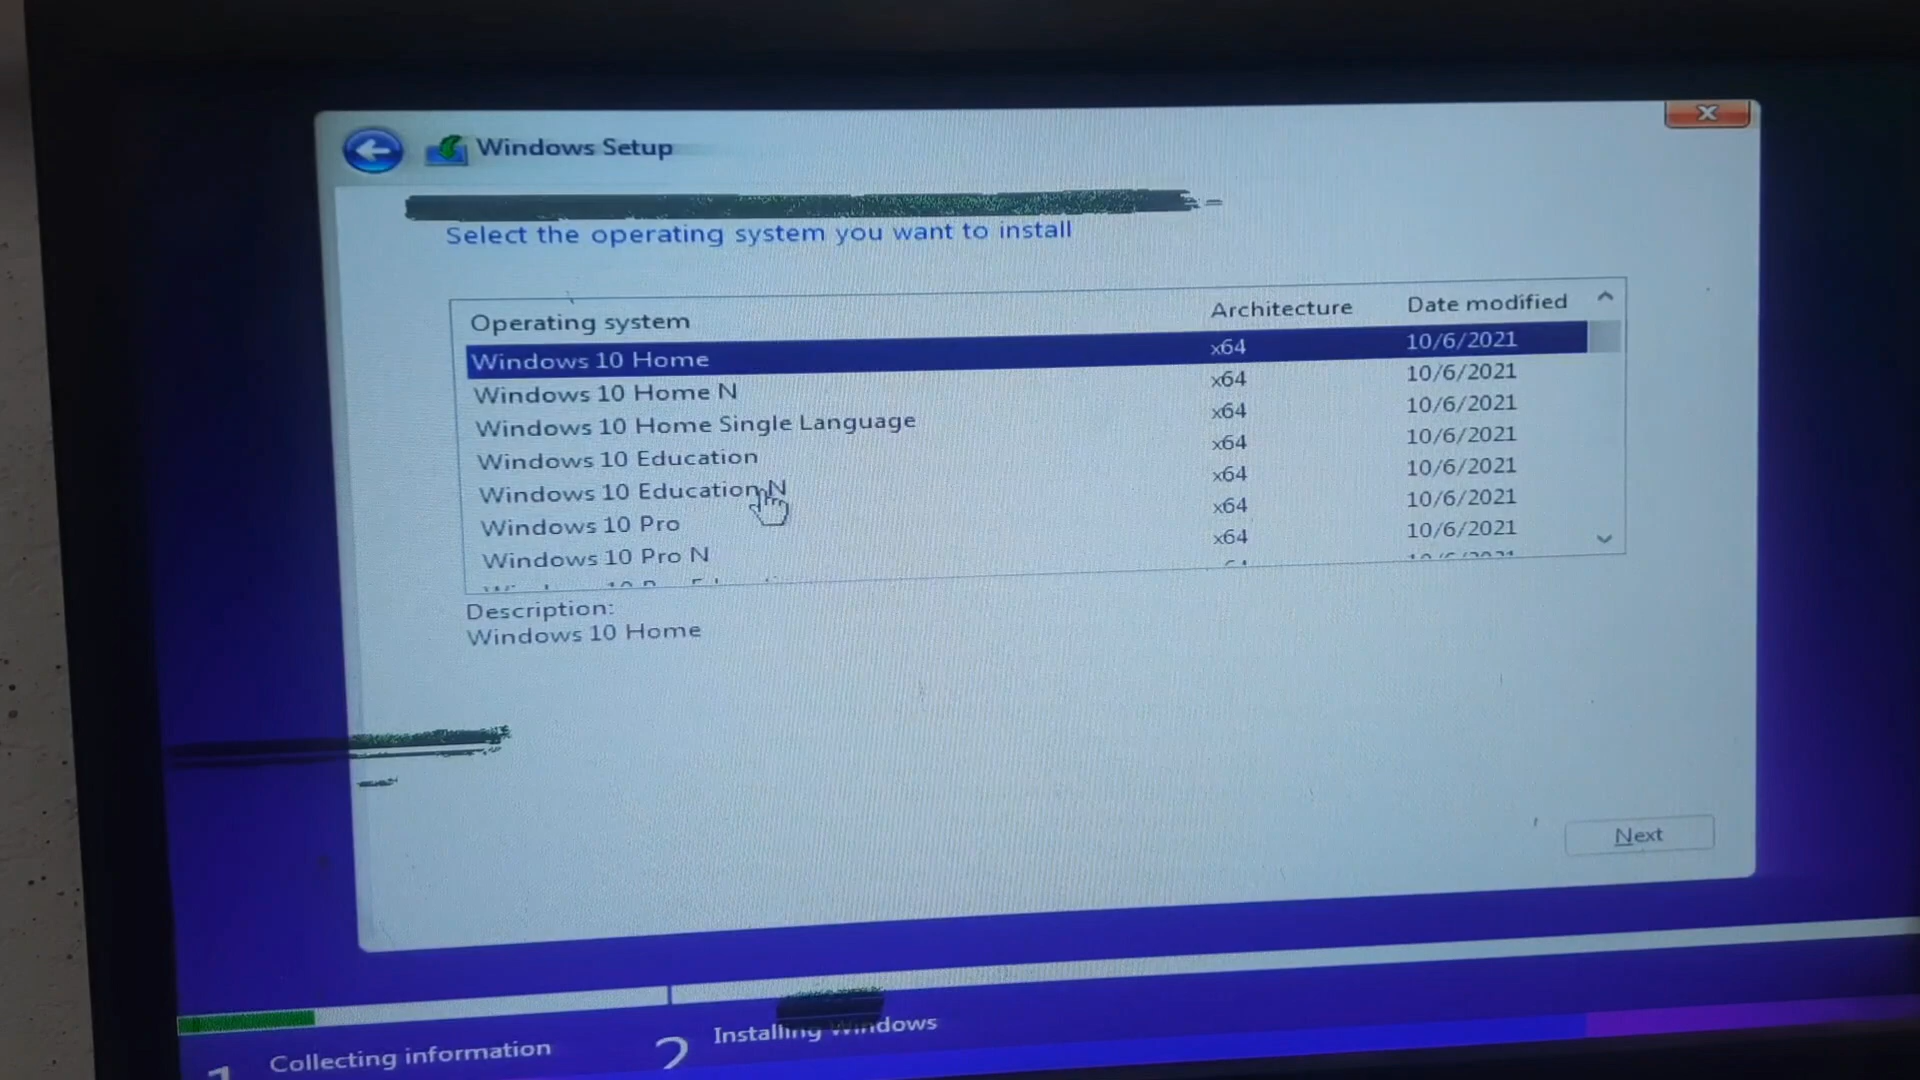 Windows Setup
Select the operating system you want to install
Operating system Architecture Date modified
Windows 10 Home x64 10/6/2021
Windows 10 Home N x64 10/6/2021
Windows 10 Home Single Language x64 10/6/2021
Windows 10 Education x64 10/6/2021
Windows 10 Education N x64 10/6/2021
Windows 10 Pro x64 10/6/2021
Windows 10 Pro N x64 10/6/2021
Description:
Windows 10 Home
Next
1 Collecting information
2 Installing Windows